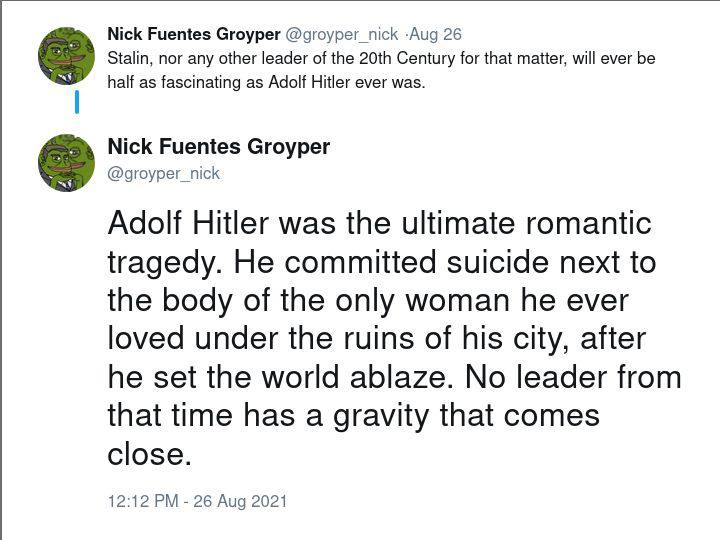 Nick Fuentes Groyper @groyper_nick ·Aug 26
Stalin, nor any other leader of the 20th Century for that matter, will ever be
half as fascinating as Adolf Hitler ever was.
Nick Fuentes Groyper
@groyper_nick
Adolf Hitler was the ultimate romantic
tragedy. He committed suicide next to
the body of the only woman he ever
loved under the ruins of his city, after
he set the world ablaze. No leader from
that time has a gravity that comes
close.
12:12 PM - 26 Aug 2021